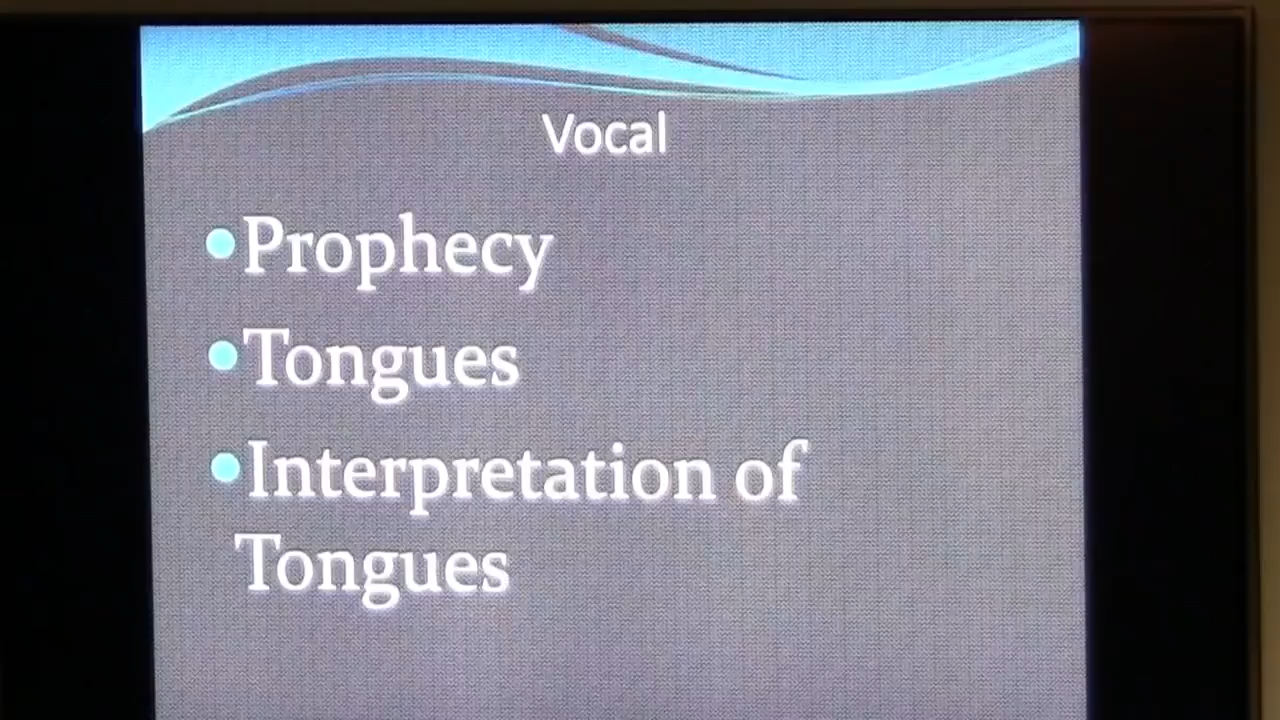 Vocal
Prophecy
Tongues
Interpretation of
Tongues